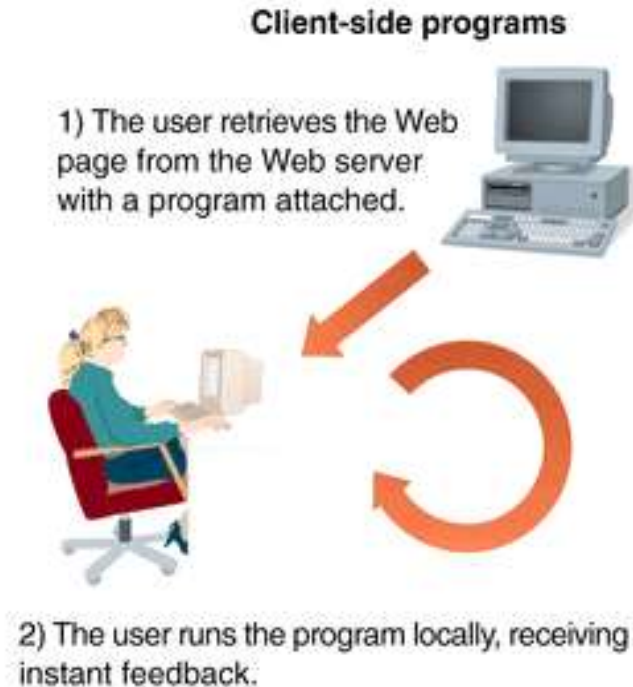 Client-side programs
1) The user retrieves the Web
page from the Web server
with a program attached.
2) The user runs the program locally, receiving
instant feedback.